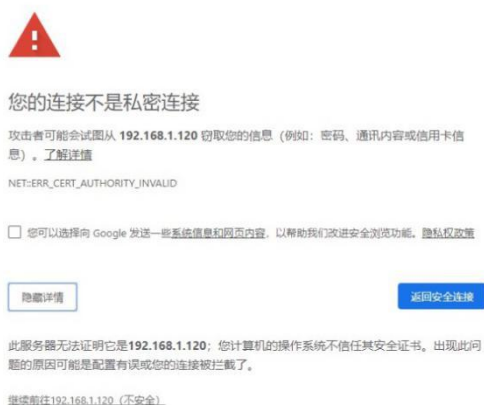 您的连接不是私密连接
攻击者可能会试图从 192.168.1.120 窃取您的信息（例如：密码、通讯内容或信用卡信
息）。了解详情
NET::ERR_CERT_AUTHORITY_INVALID
您可以选择向 Google 发送一些系统信息和网页内容，以帮助我们改进安全浏览功能。隐私权政策
隐藏详情
返回安全连接
此服务器无法证明它是192.168.1.120；您计算机的操作系统不信任其安全证书。出现此问
题的原因可能是配置有误或您的连接被拦截了。
继续前往192.168.1.120（不安全）